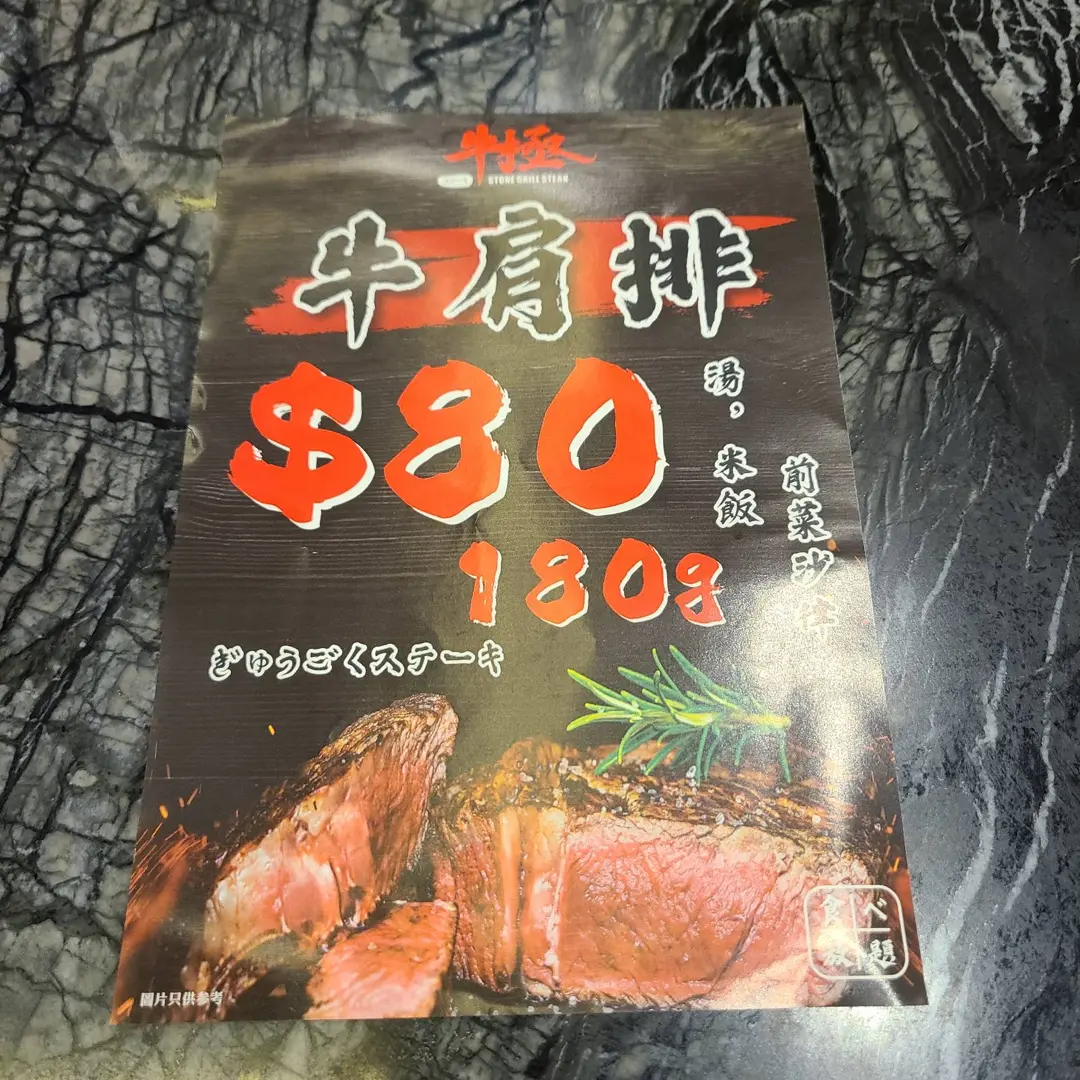 牛極
STONE GRILL STEAK
牛肩排
$80
湯，米飯
前菜沙律
180g
ぎゅうごくステーキ
食べ
放題
圖片只供參考